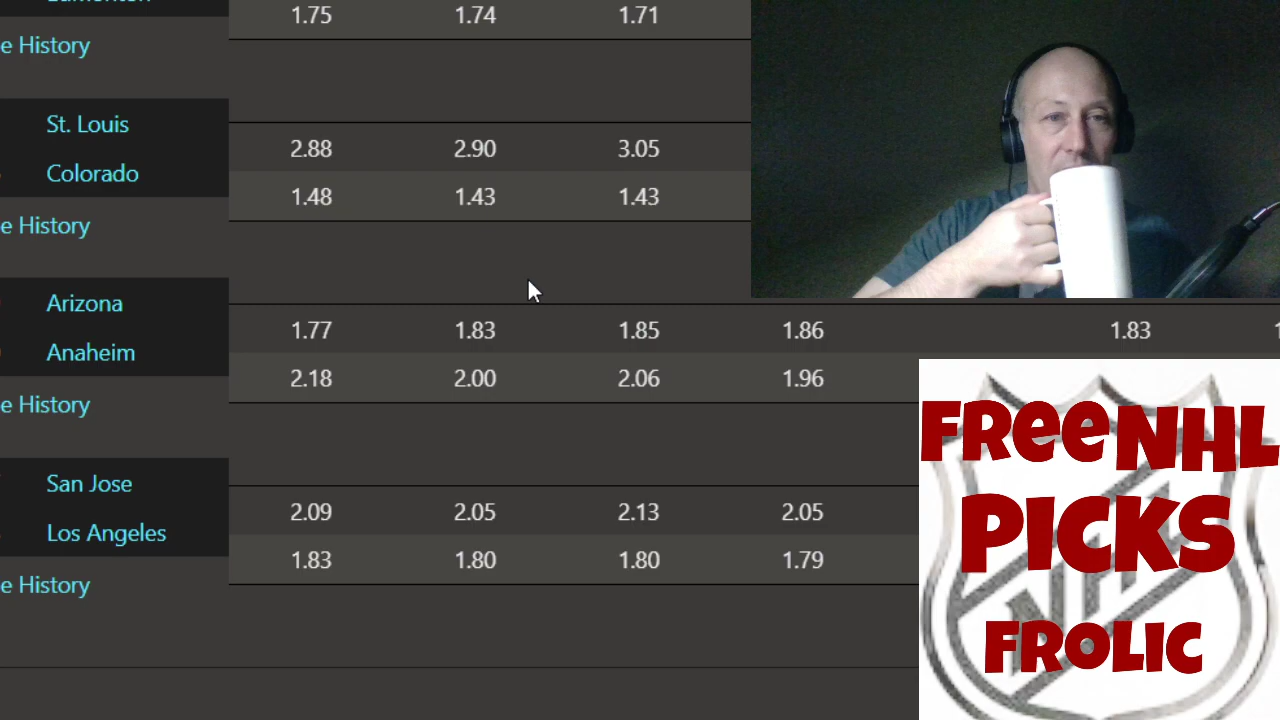 1.75 1.74 1.71
e History
St. Louis 2.88 2.90 3.05
Colorado 1.48 1.43 1.43
e History
Arizona 1.77 1.83 1.85 1.86 1.83
Anaheim 2.18 2.00 2.06 1.96
e History
San Jose 2.09 2.05 2.13 2.05
Los Angeles 1.83 1.80 1.80 1.79
e History
FREE NHL
PICKS
FROLIC
NHL